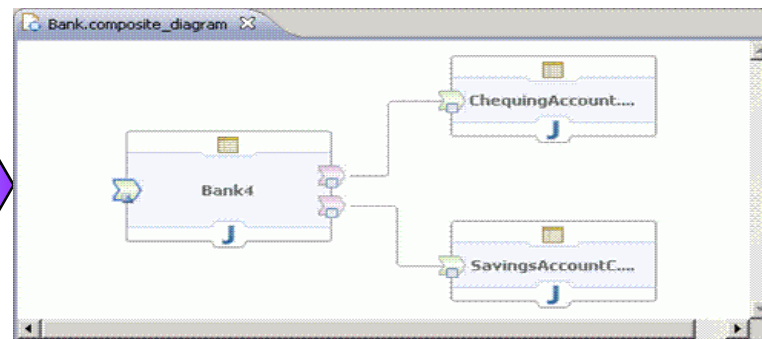 Bank.composite_diagram
ChequingAccount....
J
Bank4
J
SavingsAccountC....
J